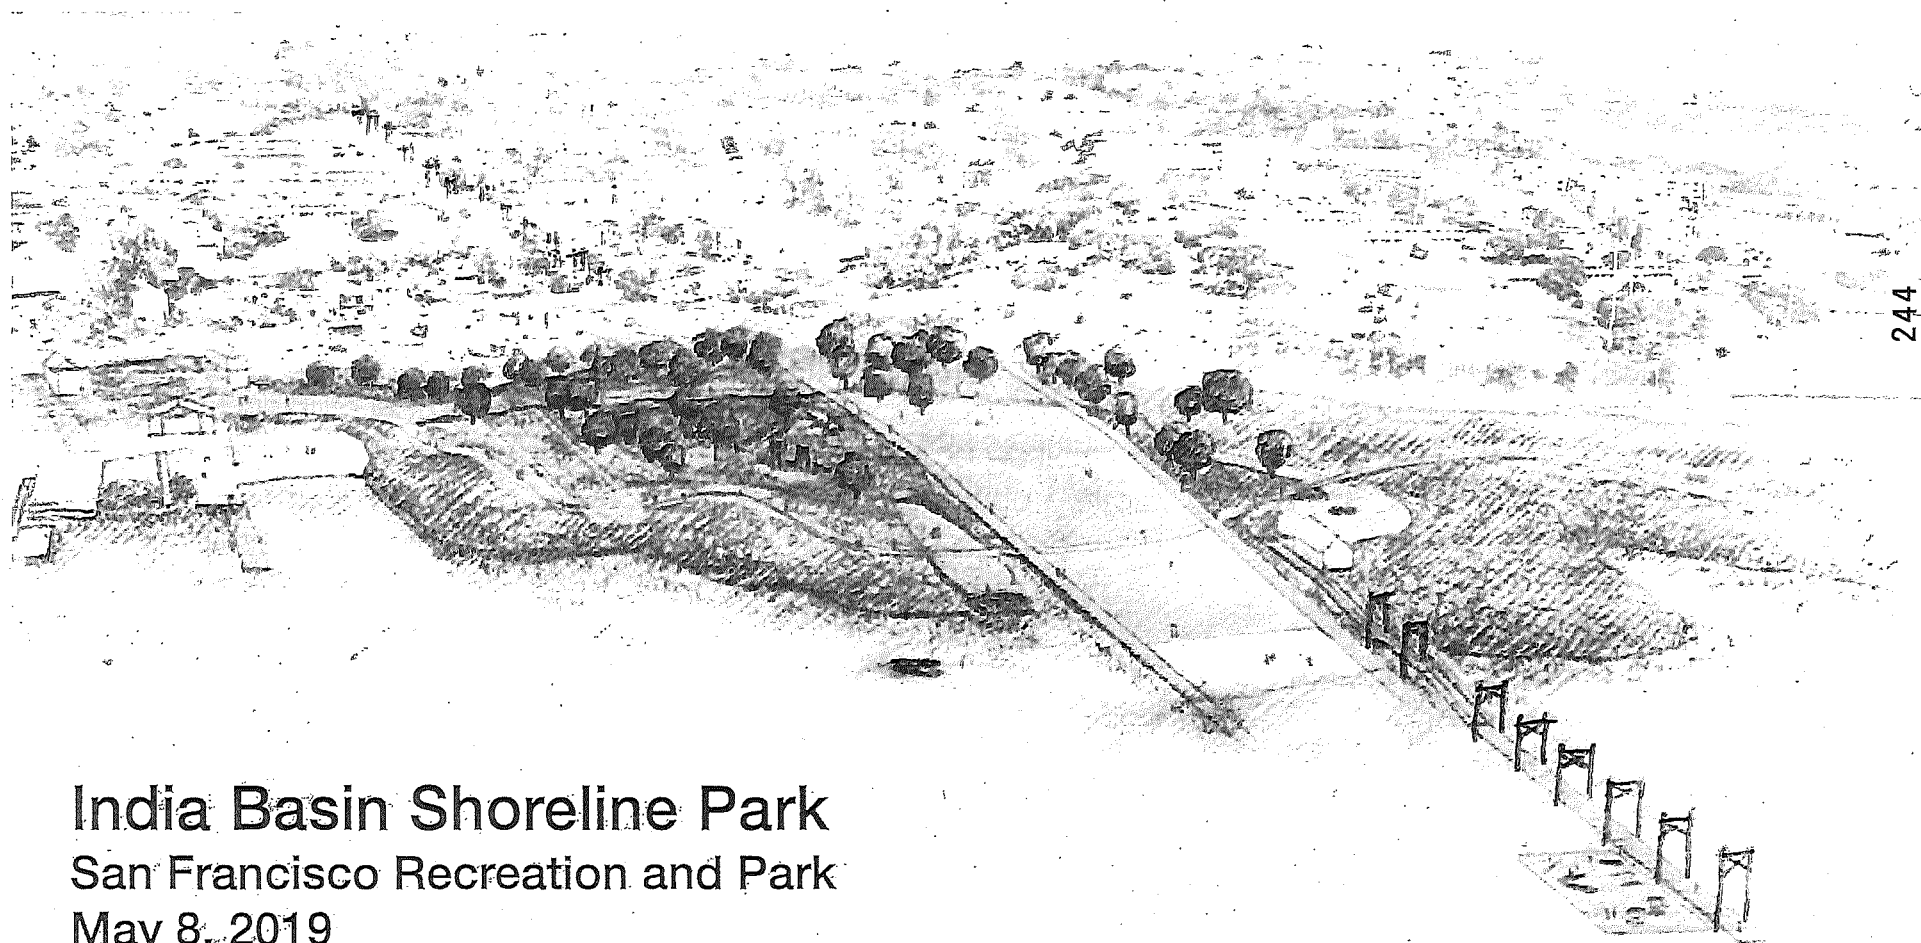 244
India Basin Shoreline Park
San Francisco Recreation and Park
May 8, 2019